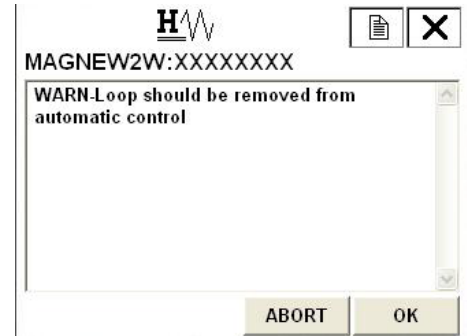 H
MAGNEW2W:XXXXXXXX
WARN-Loop should be removed from
automatic control
ABORT
OK